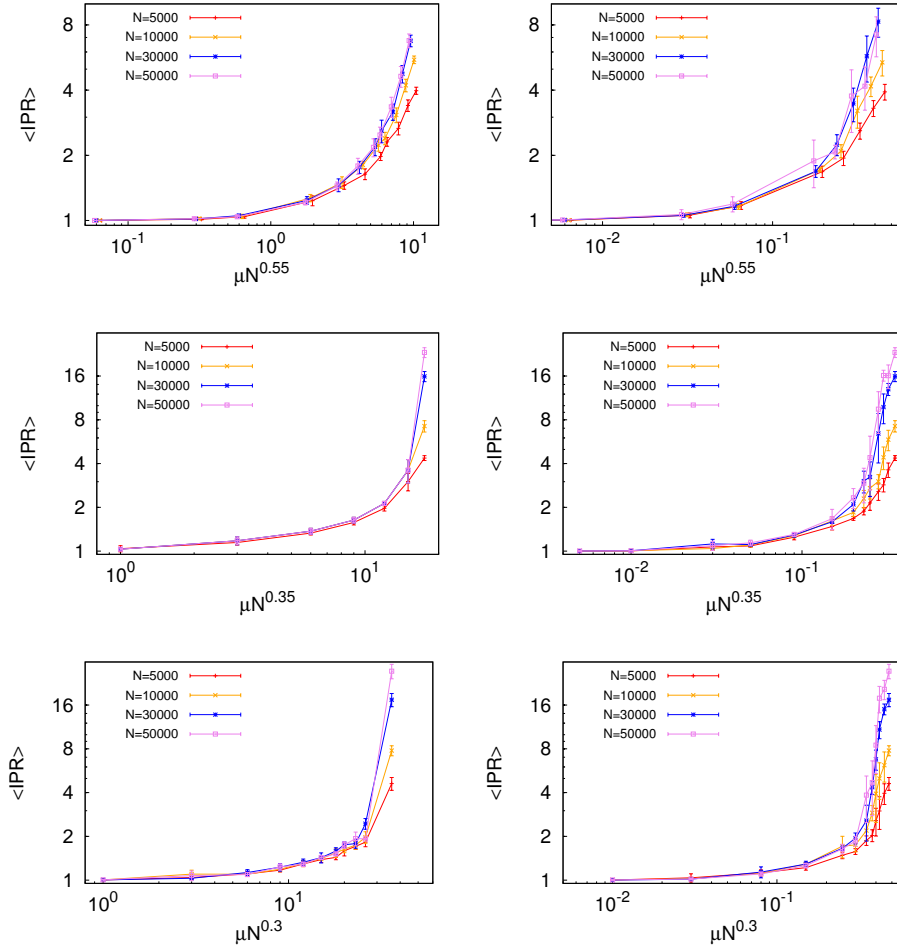 <IPR>
8
4
2
1
N=5000
N=10000
N=30000
N=50000
10^-1
10^0
10^1
μN^0.55
<IPR>
8
4
2
1
N=5000
N=10000
N=30000
N=50000
10^-2
10^-1
μN^0.55
<IPR>
16
8
4
2
1
N=5000
N=10000
N=30000
N=50000
10^0
10^1
μN^0.35
<IPR>
16
8
4
2
1
N=5000
N=10000
N=30000
N=50000
10^-2
10^-1
μN^0.35
<IPR>
16
8
4
2
1
N=5000
N=10000
N=30000
N=50000
10^0
10^1
μN^0.3
<IPR>
16
8
4
2
1
N=5000
N=10000
N=30000
N=50000
10^-2
10^-1
μN^0.3